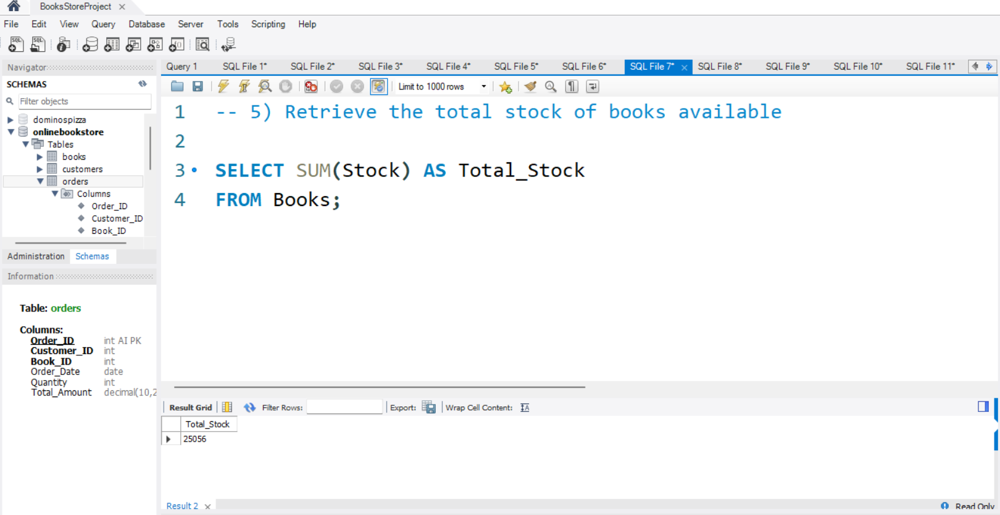 BooksStoreProject
File Edit View Query Database Server Tools Scripting Help
Navigator
SCHEMAS
Filter objects
dominospizza
onlinebookstore
Tables
books
customers
orders
Columns
Order_ID
Customer_ID
Book_ID
Administration Schemas
Information
Table: orders
Columns:
Order_ID int AI PK
Customer_ID int
Book_ID int
Order_Date date
Quantity int
Total_Amount decimal(10,2
Query 1 SQL File 1* SQL File 2* SQL File 3* SQL File 4* SQL File 5* SQL File 6* SQL File 7* SQL File 8* SQL File 9* SQL File 10* SQL File 11*
Limit to 1000 rows
1 -- 5) Retrieve the total stock of books available
2
3 SELECT SUM(Stock) AS Total_Stock
4 FROM Books;
Result Grid Filter Rows: Export: Wrap Cell Content:
Total_Stock
25056
Result 2 Read Only